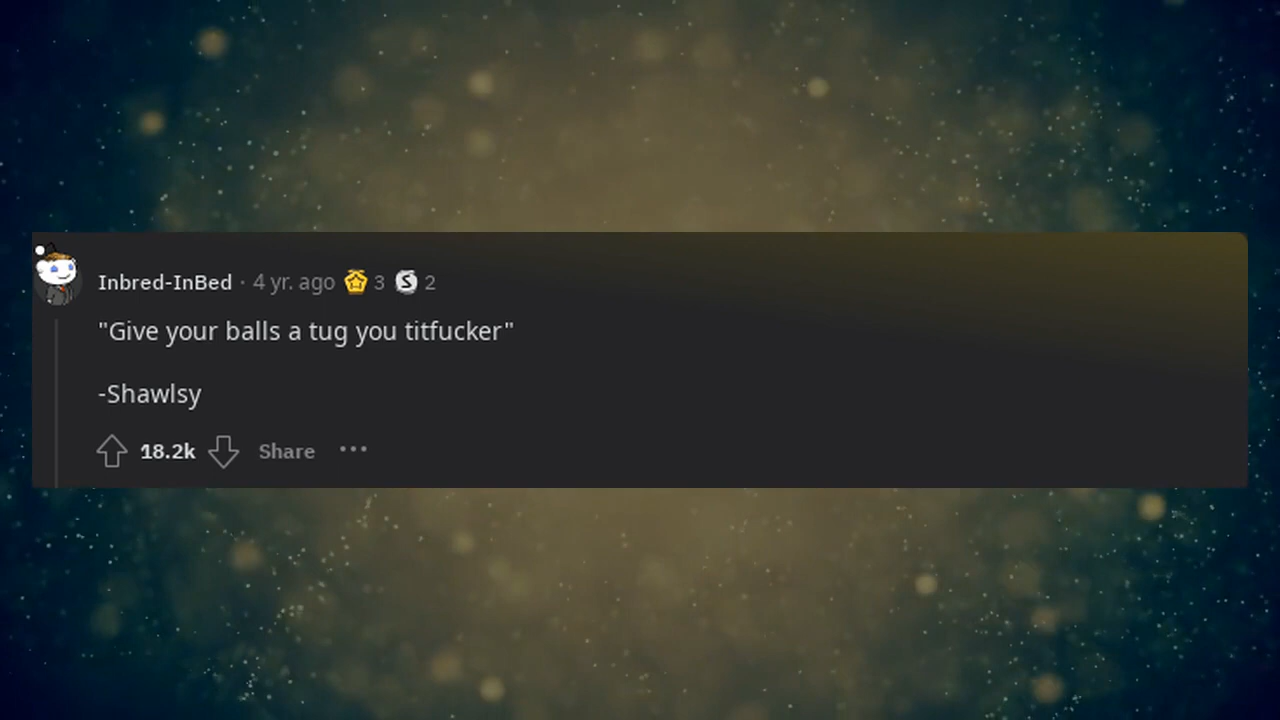 Inbred-InBed · 4 yr. ago 3 2
"Give your balls a tug you titfucker"
-Shawlsy
18.2k Share ···